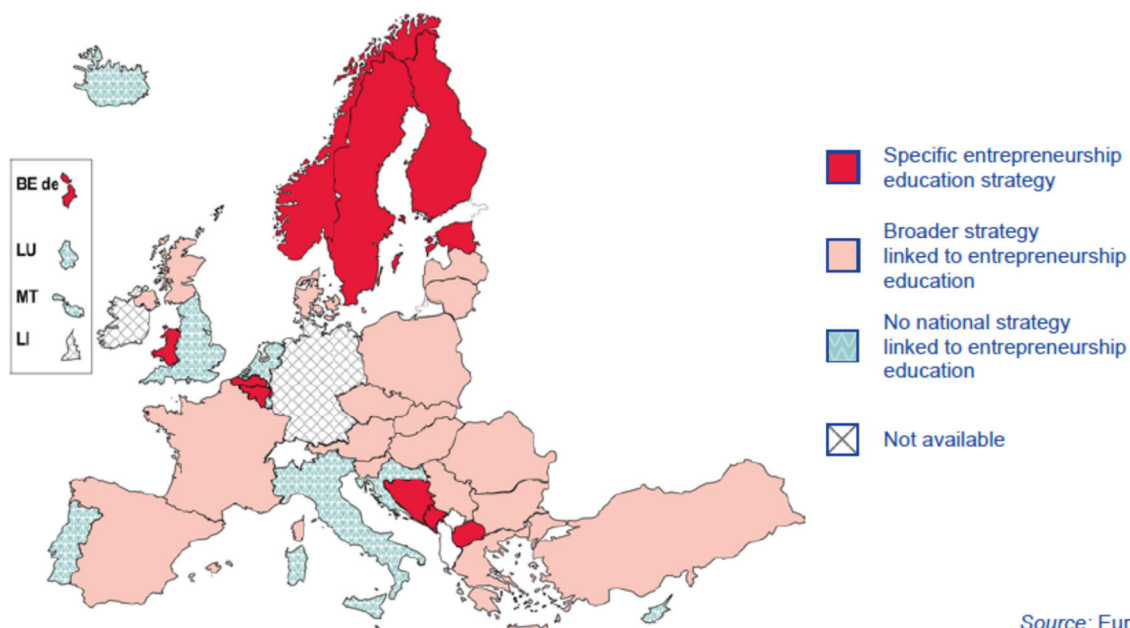 BE de
LU
MT
LI
Specific entrepreneurship
education strategy
Broader strategy
linked to entrepreneurship
education
No national strategy
linked to entrepreneurship
education
Not available
Source: Eur